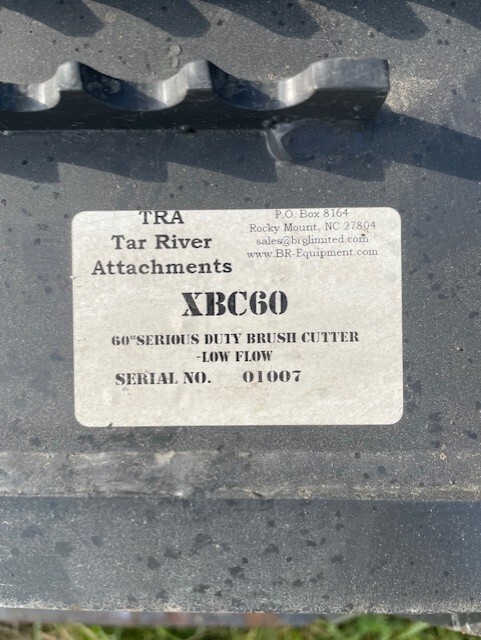 TRA
Tar River
Attachments
P.O. Box 8164
Rocky Mount, NC 27804
sales@brglimited.com
www.BR-Equipment.com
XBC60
60"SERIOUS DUTY BRUSH CUTTER
-LOW FLOW
SERIAL NO. 01007